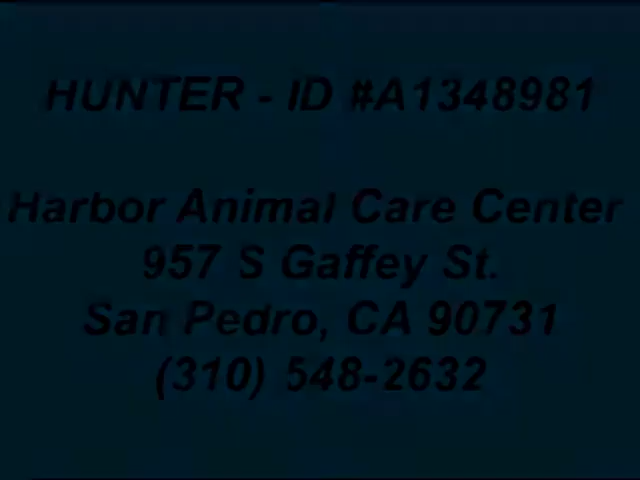 HUNTER - ID #A1348981
Harbor Animal Care Center
957 S Gaffey St.
San Pedro, CA 90731
(310) 548-2632